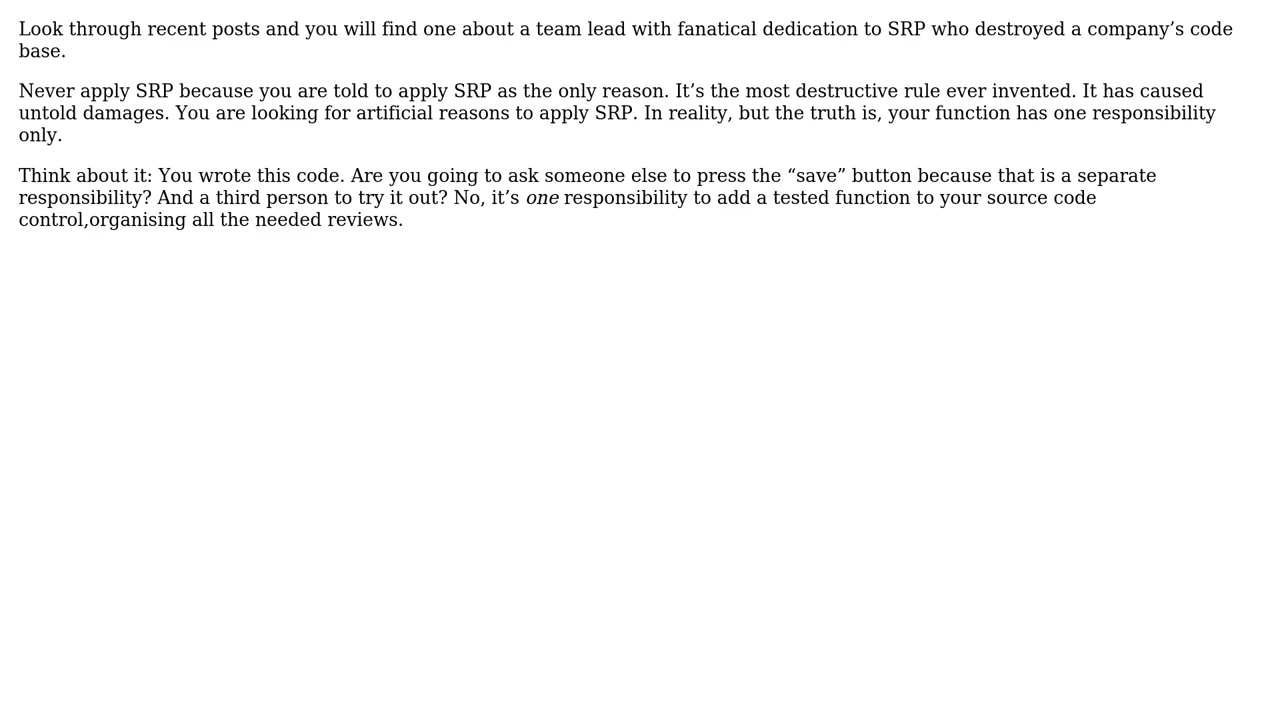 Look through recent posts and you will find one about a team lead with fanatical dedication to SRP who destroyed a company’s code
base.
Never apply SRP because you are told to apply SRP as the only reason. It’s the most destructive rule ever invented. It has caused
untold damages. You are looking for artificial reasons to apply SRP. In reality, but the truth is, your function has one responsibility
only.
Think about it: You wrote this code. Are you going to ask someone else to press the “save” button because that is a separate
responsibility? And a third person to try it out? No, it’s one responsibility to add a tested function to your source code
control,organising all the needed reviews.